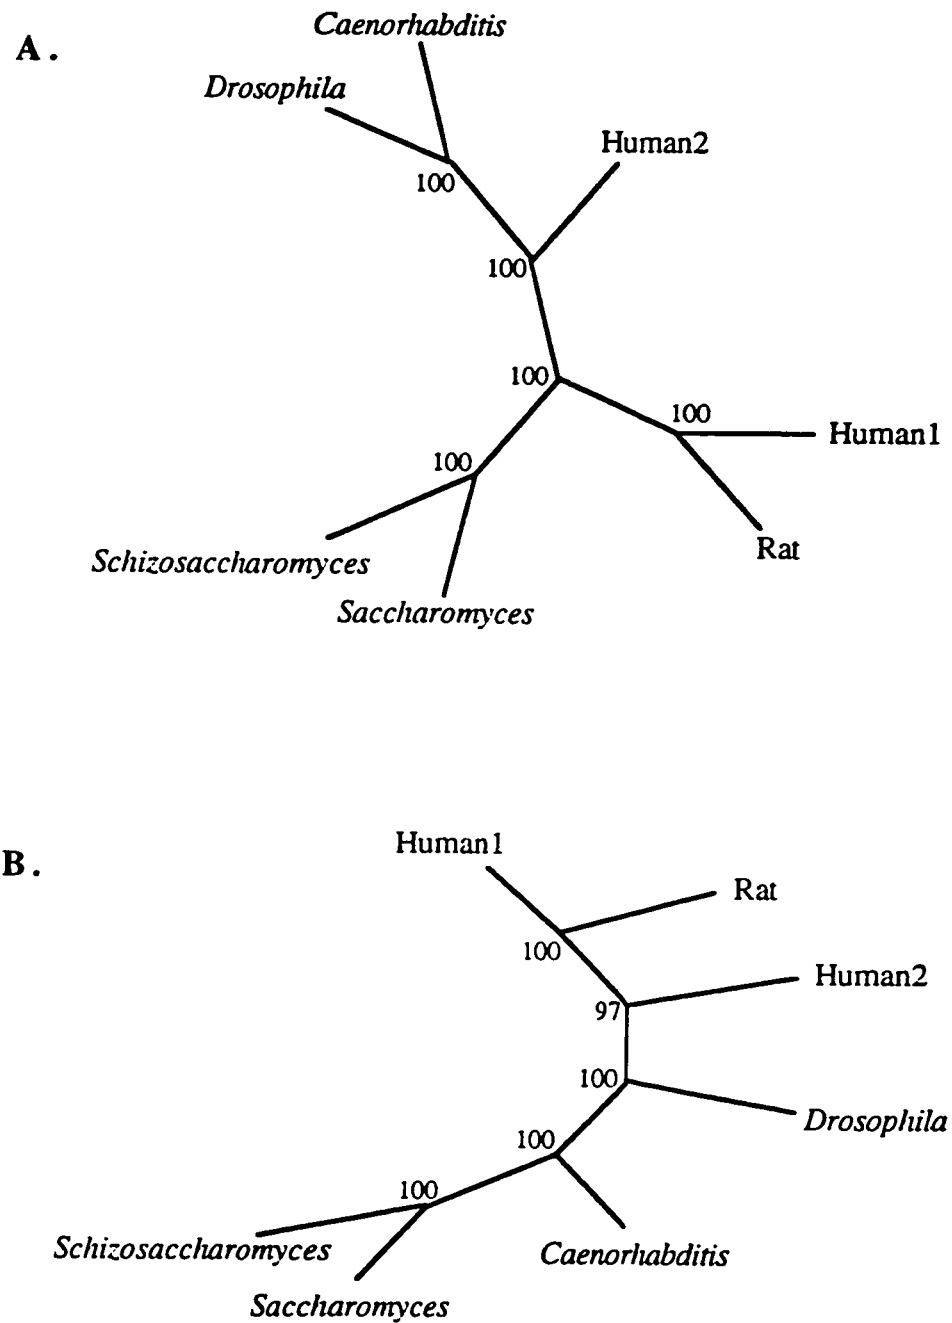 Caenorhabditis
A.
Drosophila
Human2
100
100
100
100
Human1
100
Rat
Schizosaccharomyces
Saccharomyces
Human1
B.
Rat
100
Human2
97
100
Drosophila
100
100
Schizosaccharomyces
Caenorhabditis
Saccharomyces